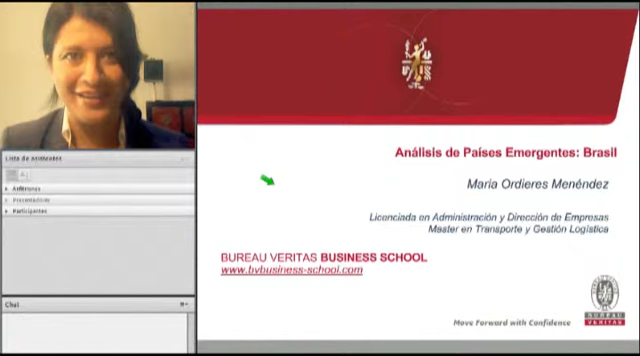 Lista de asistentes
Anfitriones
Presentadores
Participantes
Chat
Análisis de Países Emergentes: Brasil
Maria Ordieres Menéndez
Licenciada en Administración y Dirección de Empresas
Master en Transporte y Gestión Logística
BUREAU VERITAS BUSINESS SCHOOL
www.bvbusiness-school.com
Move Forward with Confidence
BUREAU
VERITAS